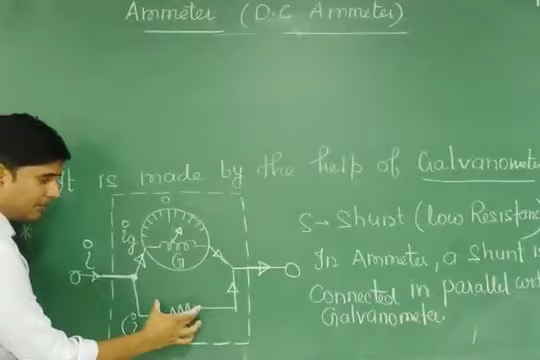 Ammeter (D.C Ammeter)
It is made by the help of Galvanometer
S→ Shunt (low Resistance
In Ammeter, a shunt is
Connected in parallel with
Galvanometer.
i
ig
o
G
(i